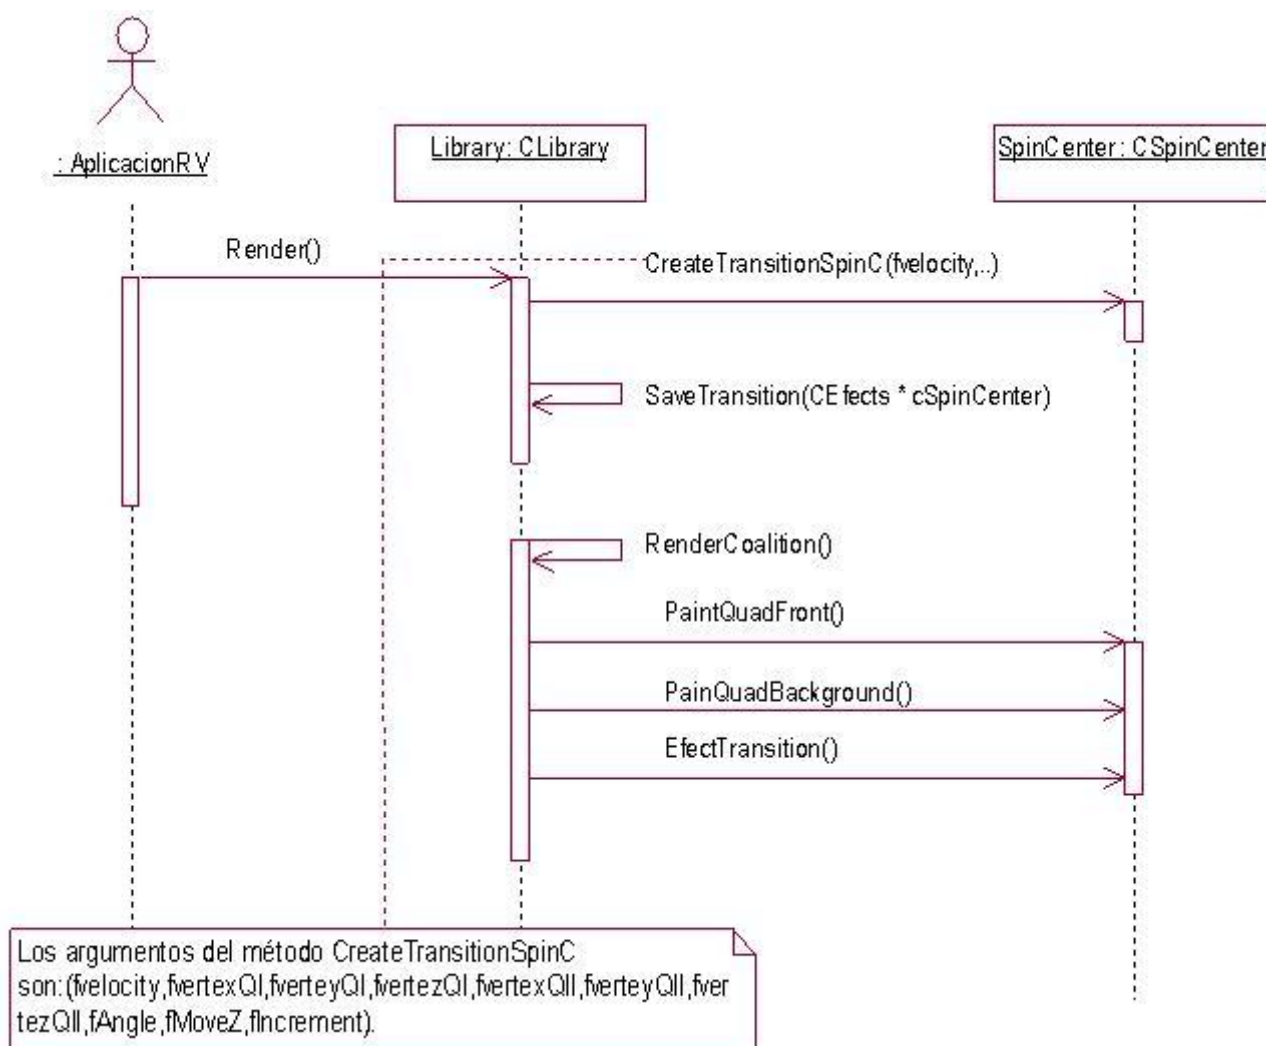 : AplicacionRV
Library: CLibrary
SpinCenter: CSpinCenter
Render()
CreateTransitionSpinC(fvelocity,..)
SaveTransition(CEfects * cSpinCenter)
RenderCoalition()
PaintQuadFront()
PainQuadBackground()
EfectTransition()
Los argumentos del método CreateTransitionSpinC
son:(fvelocity,fvertexQI,fverteyQI,fvertezQI,fvertexQII,fverteyQII,fver
tezQII,fAngle,fMoveZ,fIncrement).